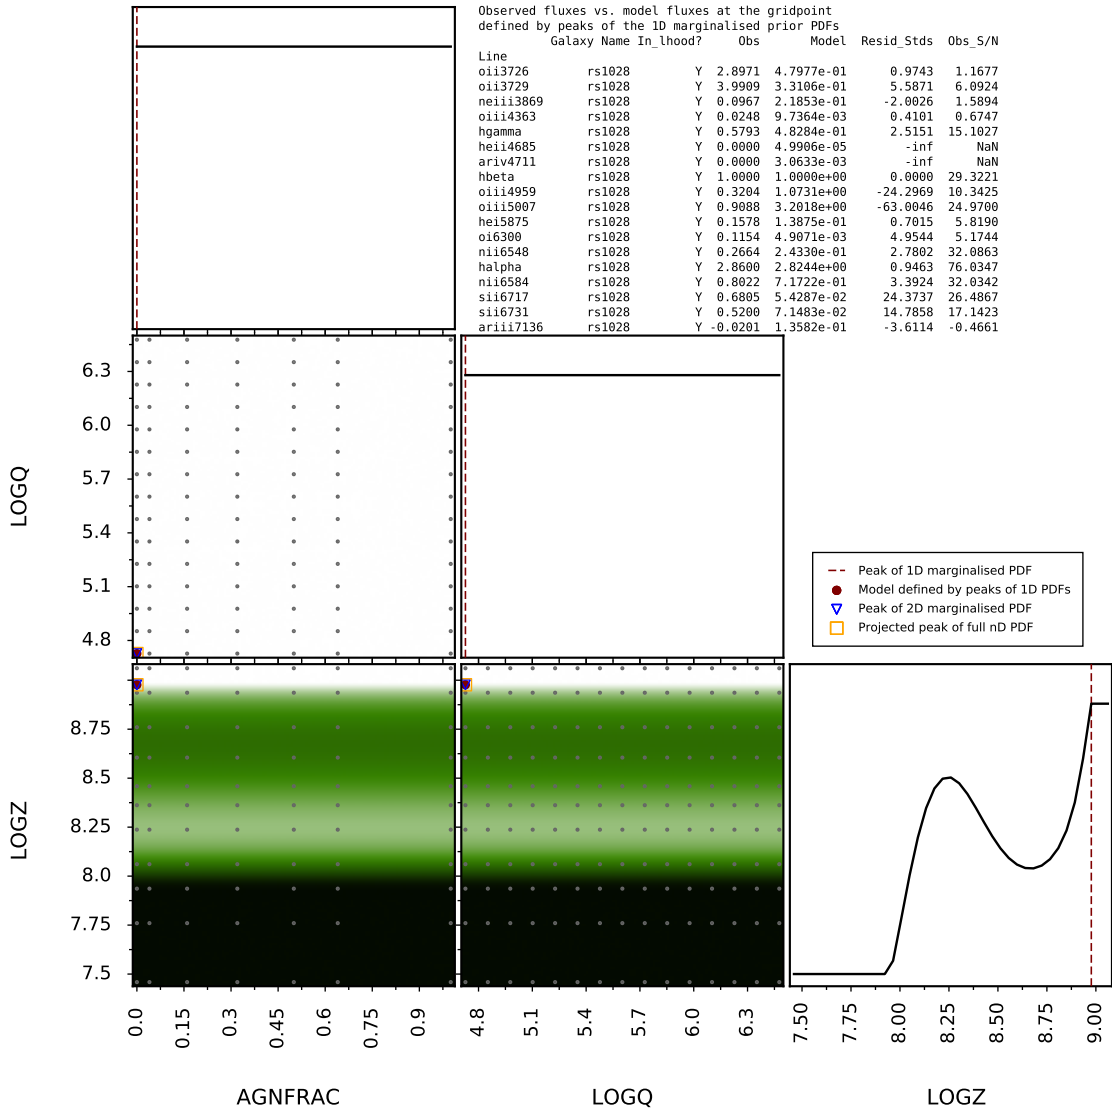 Observed fluxes vs. model fluxes at the gridpoint
defined by peaks of the 1D marginalised prior PDFs
Galaxy Name In_lhood? Obs Model Resid_Stds Obs_S/N
Line
oii3726 rs1028 Y 2.8971 4.7977e-01 0.9743 1.1677
oii3729 rs1028 Y 3.9909 3.3106e-01 5.5871 6.0924
neiii3869 rs1028 Y 0.0967 2.1853e-01 -2.0026 1.5894
oiii4363 rs1028 Y 0.0248 9.7364e-03 0.4101 0.6747
hgamma rs1028 Y 0.5793 4.8284e-01 2.5151 15.1027
heii4685 rs1028 Y 0.0000 4.9906e-05 -inf NaN
ariv4711 rs1028 Y 0.0000 3.0633e-03 -inf NaN
hbeta rs1028 Y 1.0000 1.0000e+00 0.0000 29.3221
oiii4959 rs1028 Y 0.3204 1.0731e+00 -24.2969 10.3425
oiii5007 rs1028 Y 0.9088 3.2018e+00 -63.0046 24.9700
hei5875 rs1028 Y 0.1578 1.3875e-01 0.7015 5.8190
oi6300 rs1028 Y 0.1154 4.9071e-03 4.9544 5.1744
nii6548 rs1028 Y 0.2664 2.4330e-01 2.7802 32.0863
halpha rs1028 Y 2.8600 2.8244e+00 0.9463 76.0347
nii6584 rs1028 Y 0.8022 7.1722e-01 3.3924 32.0342
sii6717 rs1028 Y 0.6805 5.4287e-02 24.3737 26.4867
sii6731 rs1028 Y 0.5200 7.1483e-02 14.7858 17.1423
ariii7136 rs1028 Y -0.0201 1.3582e-01 -3.6114 -0.4661
LOGQ
6.3
6.0
5.7
5.4
5.1
4.8
Peak of 1D marginalised PDF
Model defined by peaks of 1D PDFs
Peak of 2D marginalised PDF
Projected peak of full nD PDF
LOGZ
8.75
8.5
8.25
8.0
7.75
7.5
0.0 0.15 0.3 0.45 0.6 0.75 0.9
4.8 5.1 5.4 5.7 6.0 6.3
7.50 7.75 8.00 8.25 8.50 8.75 9.00
AGNFRAC LOGQ LOGZ